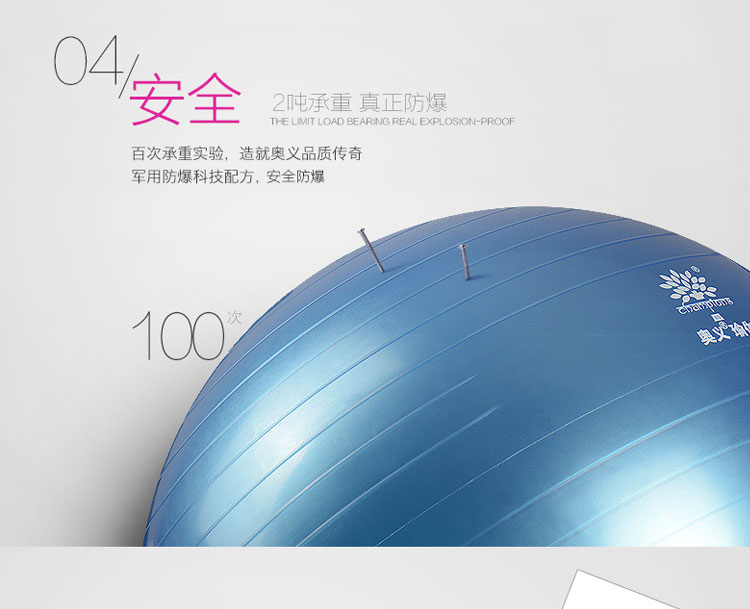 04/
安全
2吨承重 真正防爆
THE LIMIT LOAD BEARING REAL EXPLOSION-PROOF
百次承重实验，造就奥义品质传奇
军用防爆科技配方，安全防爆
100次
®
champions
奥义®瑜